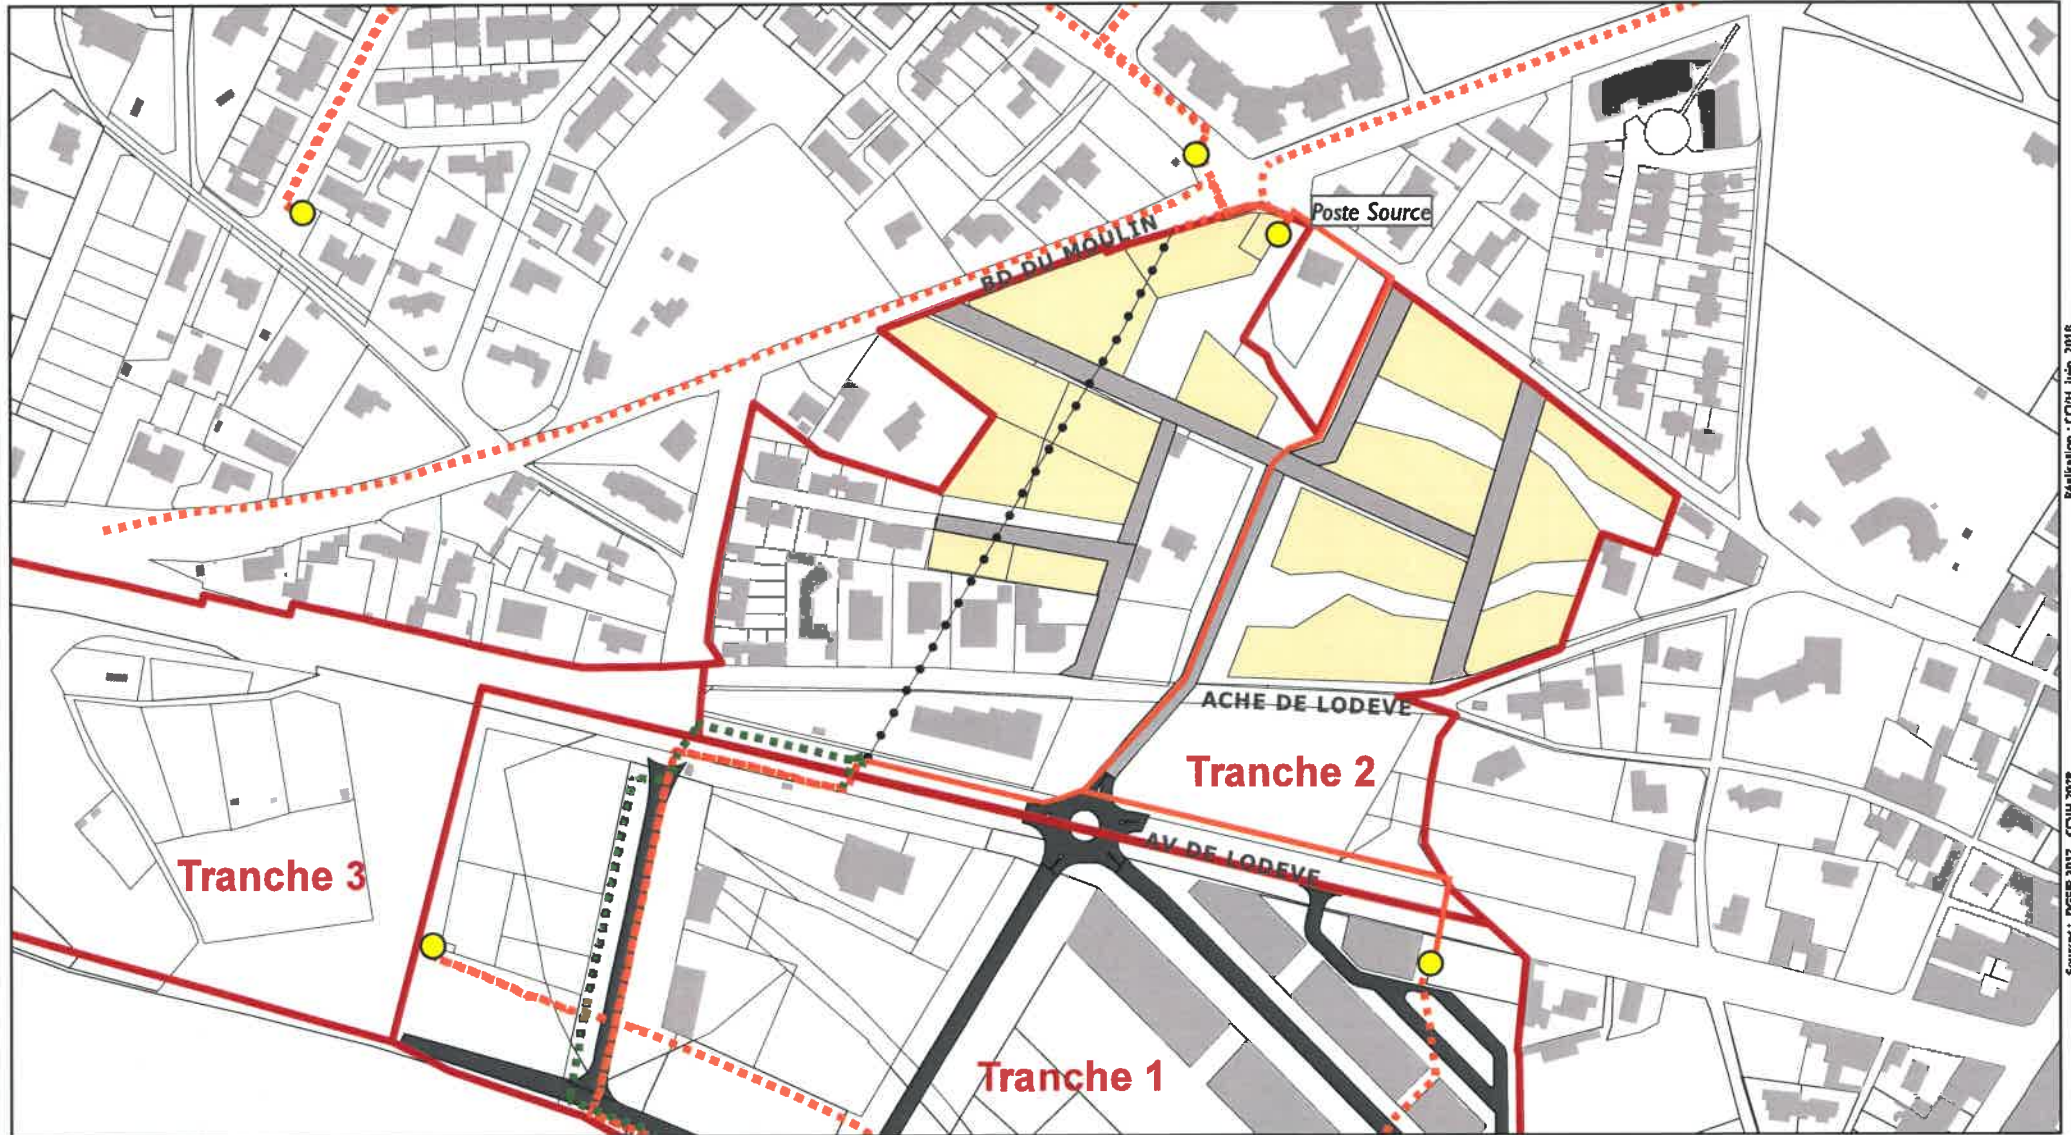 Poste Source
BD DU MOULIN
ACHE DE LODEVE
Tranche 2
AV DE LODEVE
Tranche 3
Tranche 1